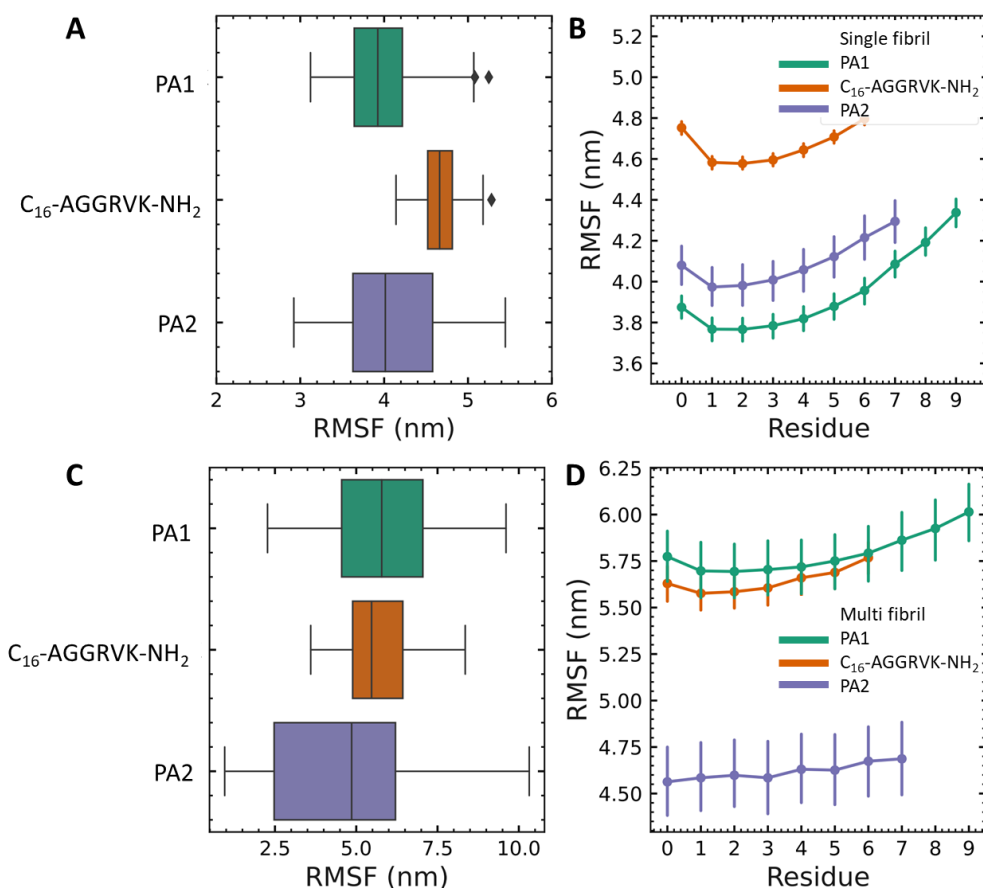 A
PA1
C₁₆-AGGRVK-NH₂
PA2
2 3 4 5 6
RMSF (nm)
B
5.2
5.0
4.8
4.6
4.4
4.2
4.0
3.8
3.6
RMSF (nm)
Single fibril
PA1
C₁₆-AGGRVK-NH₂
PA2
0 1 2 3 4 5 6 7 8 9
Residue
C
PA1
C₁₆-AGGRVK-NH₂
PA2
2.5 5.0 7.5 10.0
RMSF (nm)
D
6.25
6.00
5.75
5.50
5.25
5.00
4.75
4.50
RMSF (nm)
Multi fibril
PA1
C₁₆-AGGRVK-NH₂
PA2
0 1 2 3 4 5 6 7 8 9
Residue